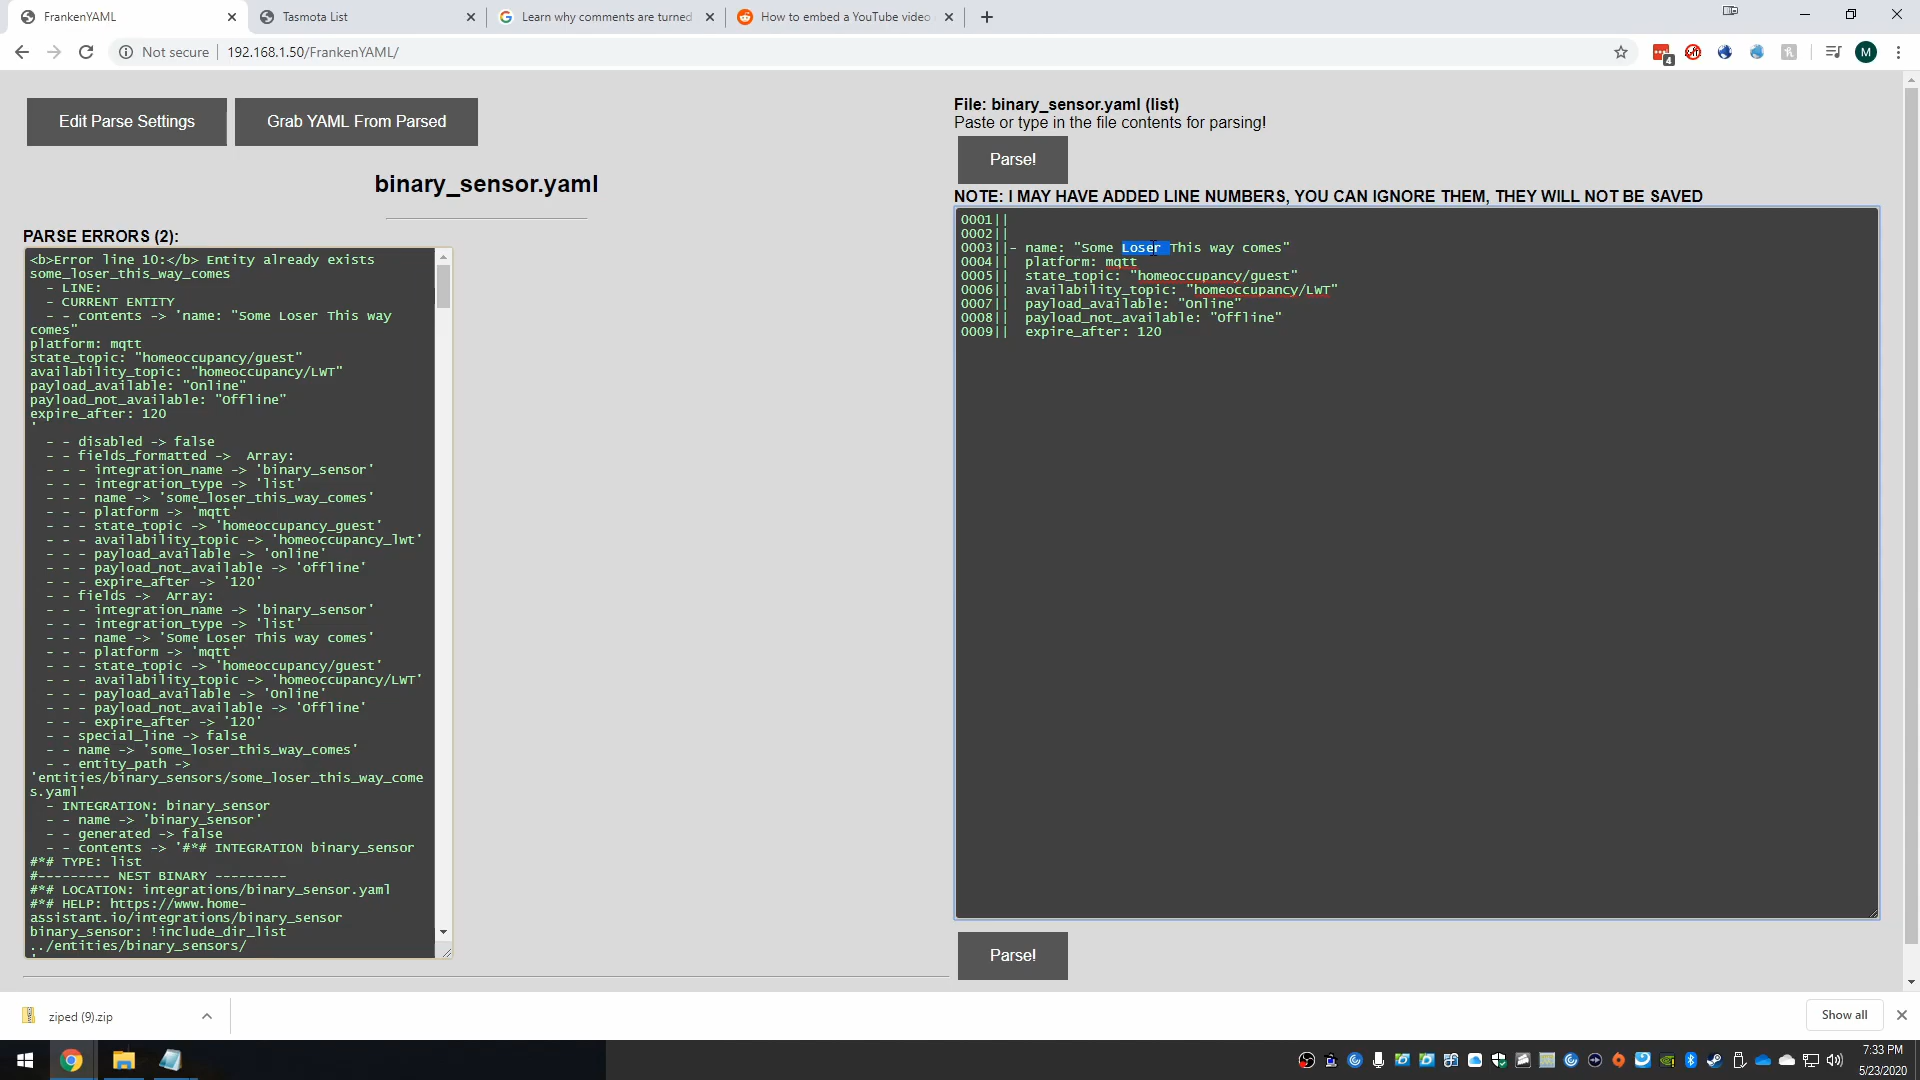 FrankenYAML
Tasmota List
Learn why comments are turned
How to embed a YouTube video
Not secure
192.168.1.50/FrankenYAML/
4
M
Edit Parse Settings
Grab YAML From Parsed
binary_sensor.yaml
PARSE ERRORS (2):
<b>Error line 10:</b> Entity already exists
some_loser_this_way_comes
- LINE:
- CURRENT ENTITY
- - contents -> 'name: "Some Loser This way
comes"
platform: mqtt
state_topic: "homeoccupancy/guest"
availability_topic: "homeoccupancy/LWT"
payload_available: "Online"
payload_not_available: "Offline"
expire_after: 120
'
- - disabled -> false
- - fields_formatted ->  Array:
- - - integration_name -> 'binary_sensor'
- - - integration_type -> 'list'
- - - name -> 'some_loser_this_way_comes'
- - - platform -> 'mqtt'
- - - state_topic -> 'homeoccupancy_guest'
- - - availability_topic -> 'homeoccupancy_lwt'
- - - payload_available -> 'online'
- - - payload_not_available -> 'offline'
- - - expire_after -> '120'
- - fields ->  Array:
- - - integration_name -> 'binary_sensor'
- - - integration_type -> 'list'
- - - name -> 'Some Loser This way comes'
- - - platform -> 'mqtt'
- - - state_topic -> 'homeoccupancy/guest'
- - - availability_topic -> 'homeoccupancy/LWT'
- - - payload_available -> 'Online'
- - - payload_not_available -> 'Offline'
- - - expire_after -> '120'
- - special_line -> false
- - name -> 'some_loser_this_way_comes'
- - entity_path ->
'entities/binary_sensors/some_loser_this_way_come
s.yaml'
- INTEGRATION: binary_sensor
- - name -> 'binary_sensor'
- - generated -> false
- - contents -> '#*# INTEGRATION binary_sensor
#*# TYPE: list
#--------- NEST BINARY ---------
#*# LOCATION: integrations/binary_sensor.yaml
#*# HELP: https://www.home-
assistant.io/integrations/binary_sensor
binary_sensor: !include_dir_list
../entities/binary_sensors/
File: binary_sensor.yaml (list)
Paste or type in the file contents for parsing!
Parse!
NOTE: I MAY HAVE ADDED LINE NUMBERS, YOU CAN IGNORE THEM, THEY WILL NOT BE SAVED
0001||
0002||
0003||- name: "Some Loser This way comes"
0004||  platform: mqtt
0005||  state_topic: "homeoccupancy/guest"
0006||  availability_topic: "homeoccupancy/LWT"
0007||  payload_available: "Online"
0008||  payload_not_available: "Offline"
0009||  expire_after: 120
Parse!
ziped (9).zip
Show all
7:33 PM
5/23/2020